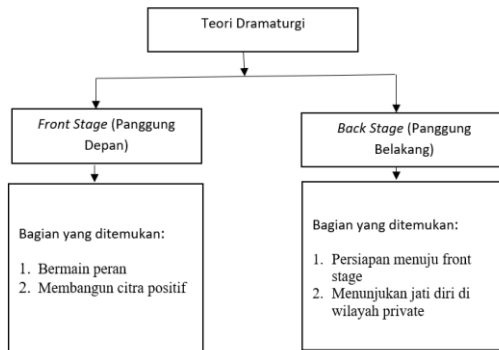 Teori Dramaturgi
Front Stage (Panggung
Depan)
Back Stage (Panggung
Belakang)
Bagian yang ditemukan:
1. Bermain peran
2. Membangun citra positif
Bagian yang ditemukan:
1. Persiapan menuju front
stage
2. Menunjukan jati diri di
wilayah private